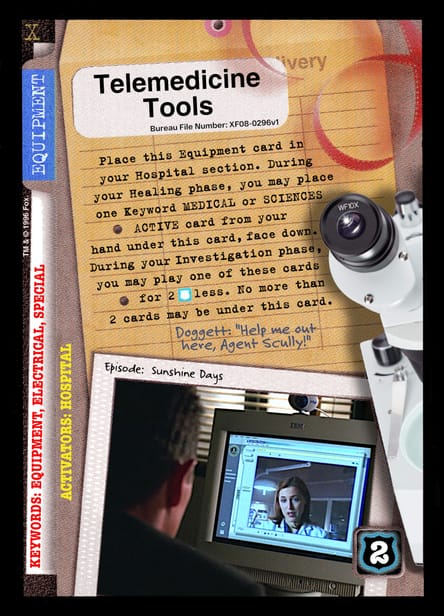 X
EQUIPMENT
TM & © 1996 Fox.
KEYWORDS: EQUIPMENT, ELECTRICAL, SPECIAL
ACTIVATORS: HOSPITAL
ivery
Telemedicine
Tools
Bureau File Number: XF08-0296v1
Place this Equipment card in
your Hospital section. During
your Healing phase, you may place
one Keyword MEDICAL or SCIENCES
ACTIVE card from your
hand under this card, face down.
During your Investigation phase,
you may play one of these cards
for 2 less. No more than
2 cards may be under this card.
Doggett: "Help me out
here, Agent Scully!"
WF10X
Episode: Sunshine Days
IBM
2